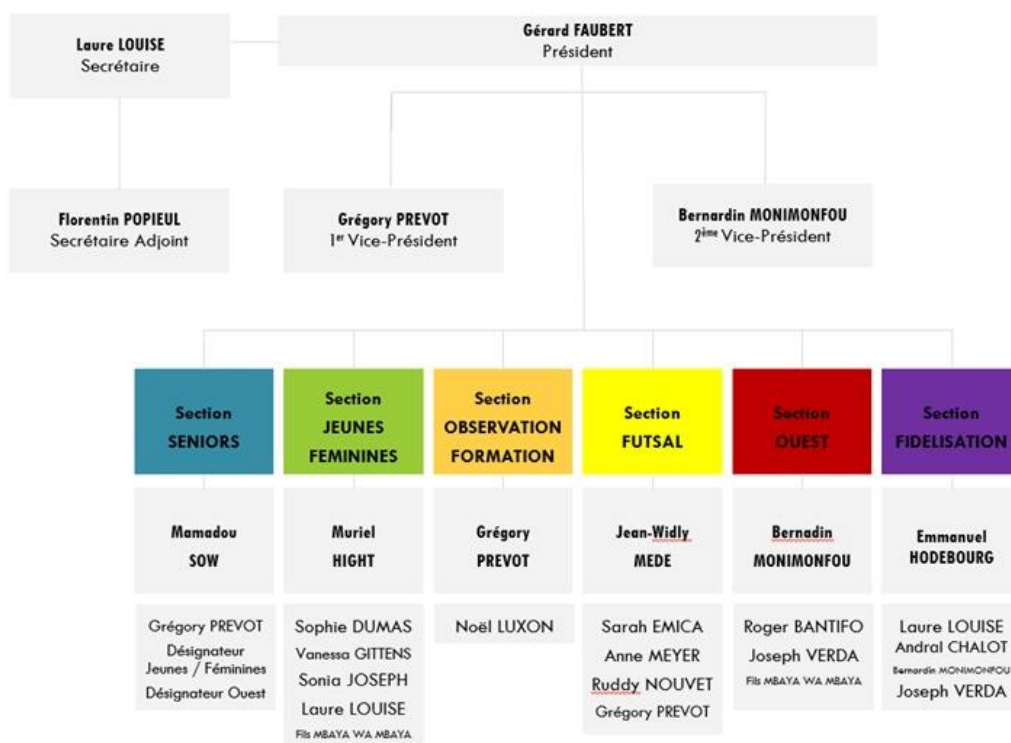 Laure LOUISE
Secrétaire
Gérard FAUBERT
Président
Florentin POPIEUL
Secrétaire Adjoint
Grégory PREVOT
1er Vice-Président
Bernardin MONIMONFOU
2ème Vice-Président
Section
SENIORS
Section
JEUNES
FEMININES
Section
OBSERVATION
FORMATION
Section
FUTSAL
Section
OUEST
Section
FIDELISATION
Mamadou
SOW
Muriel
HIGHT
Grégory
PREVOT
Jean-Widly
MEDE
Bernadin
MONIMONFOU
Emmanuel
HODEBOURG
Grégory PREVOT
Désignateur
Jeunes / Féminines
Désignateur Ouest
Sophie DUMAS
Vanessa GITTENS
Sonia JOSEPH
Laure LOUISE
Fils MBAYA WA MBAYA
Noël LUXON
Sarah EMICA
Anne MEYER
Ruddy NOUVET
Grégory PREVOT
Roger BANTIFO
Joseph VERDA
Fils MBAYA WA MBAYA
Laure LOUISE
Andral CHALOT
Bernardin MONIMONFOU
Joseph VERDA